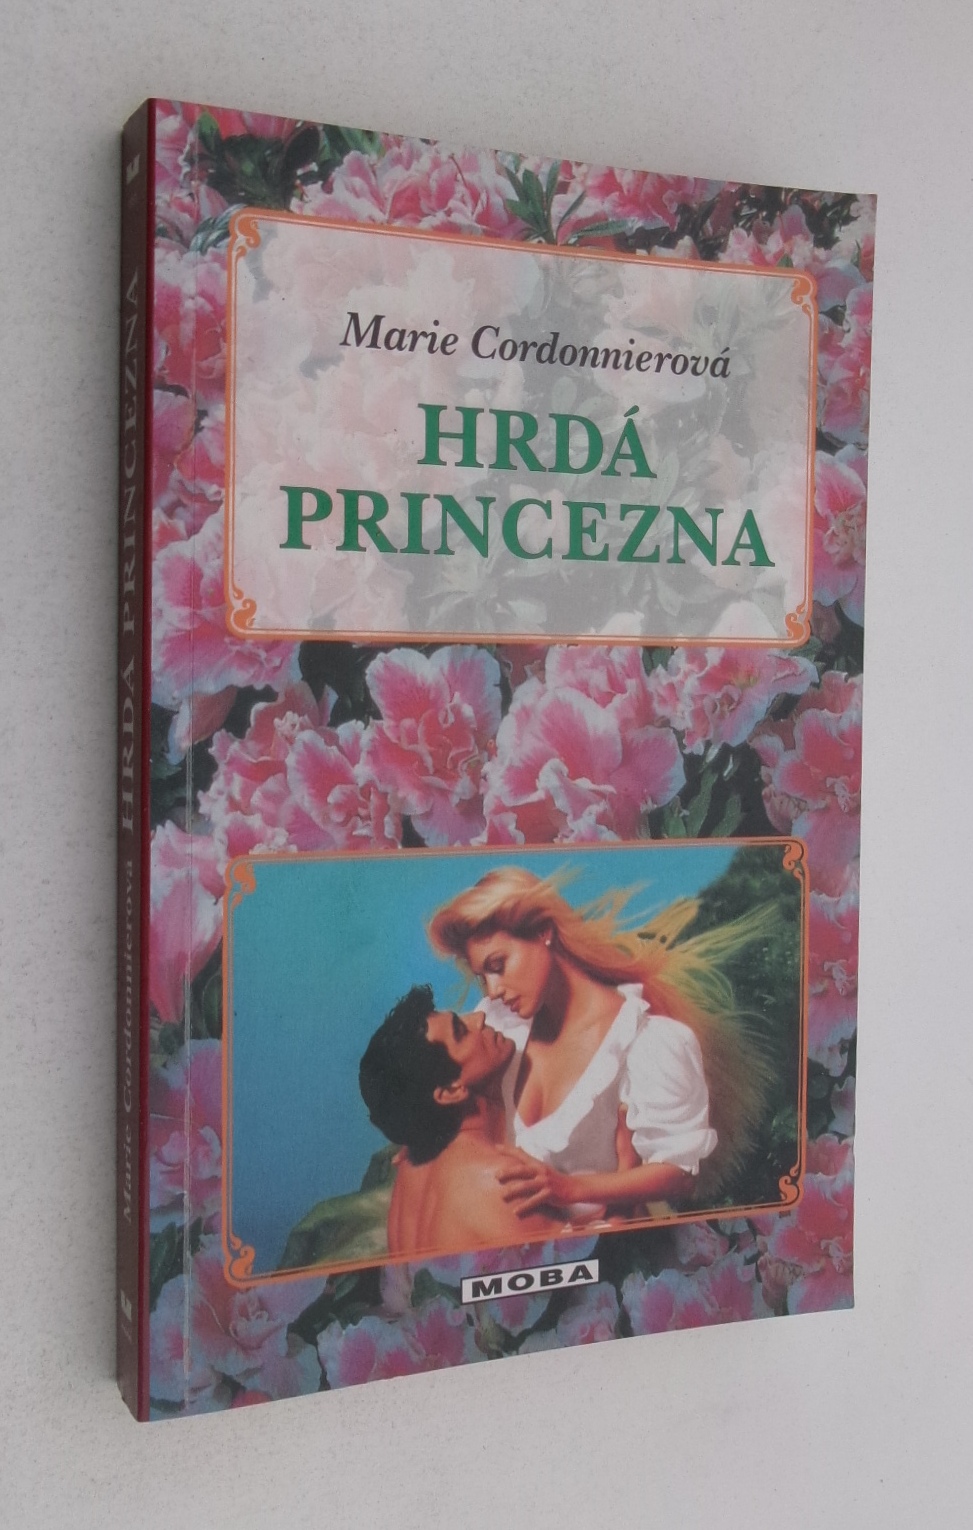 Marie Cordonnierová
HRDÁ
PRINCEZNA
MOBA
Marie Cordonnierová HRDÁ PRINCEZNA